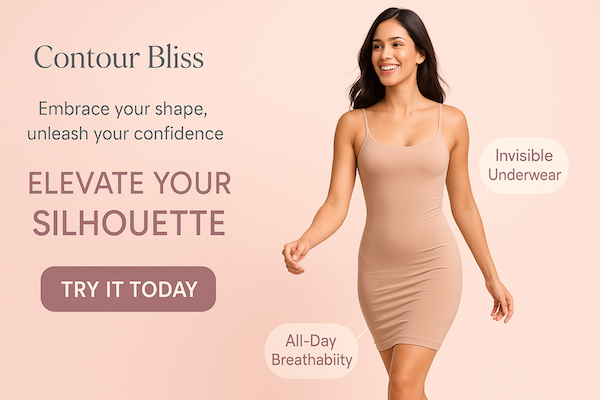 Contour Bliss
Embrace your shape,
unleash your confidence
ELEVATE YOUR
SILHOUETTE
TRY IT TODAY
Invisible
Underwear
All-Day
Breathabiity